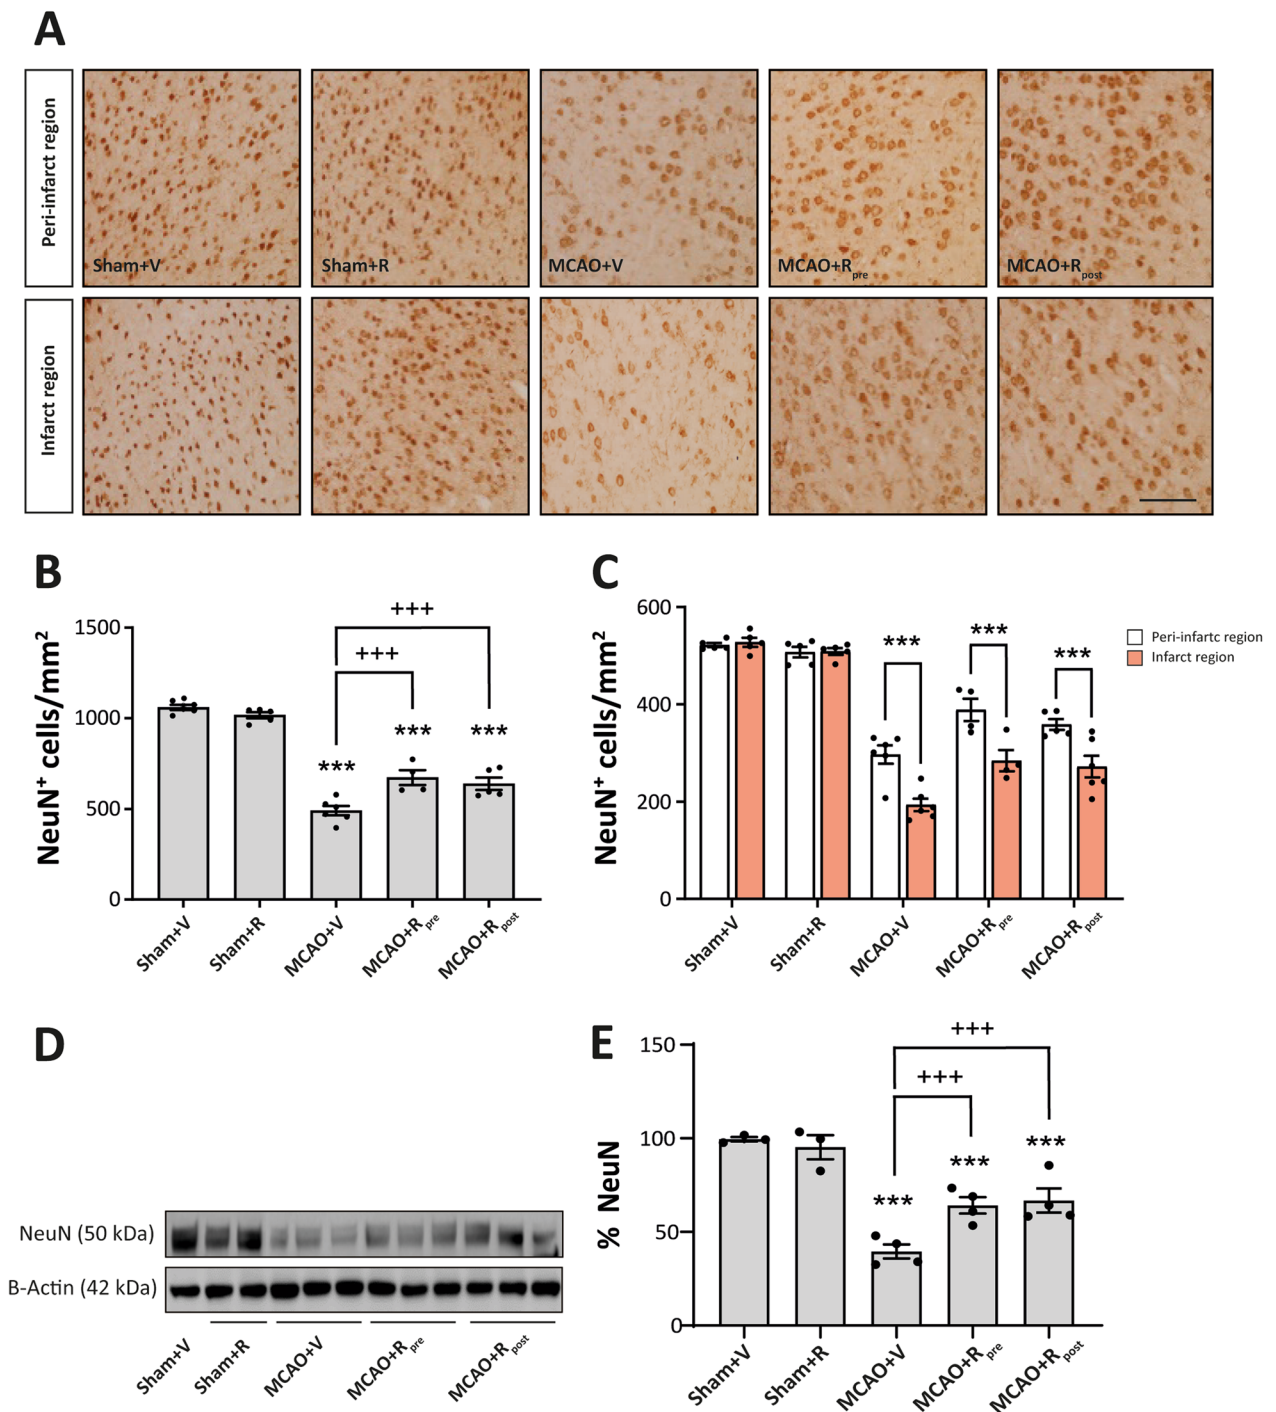 A
Peri-infarct region
Sham+V
Sham+R
MCAO+V
MCAO+Rpre
MCAO+Rpost
Infarct region
B
NeuN+ cells/mm2
1500
1000
500
0
+++
+++
***
***
***
Sham+V
Sham+R
MCAO+V
MCAO+Rpre
MCAO+Rpost
C
NeuN+ cells/mm2
600
400
200
0
***
***
***
Peri-infartc region
Infarct region
Sham+V
Sham+R
MCAO+V
MCAO+Rpre
MCAO+Rpost
D
NeuN (50 kDa)
B-Actin (42 kDa)
Sham+V
Sham+R
MCAO+V
MCAO+Rpre
MCAO+Rpost
E
% NeuN
150
100
50
0
+++
+++
***
***
***
Sham+V
Sham+R
MCAO+V
MCAO+Rpre
MCAO+Rpost